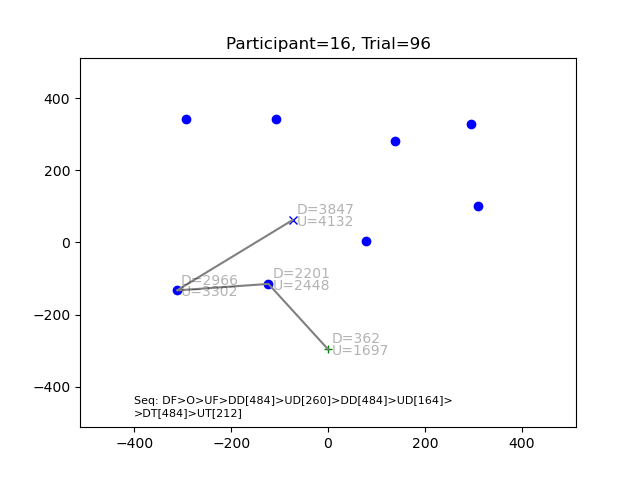 Participant=16, Trial=96
400
200
0
−200
−400
D=3847
U=4132
D=2966
U=3302
D=2201
U=2448
D=362
U=1697
Seq: DF>O>UF>DD[484]>UD[260]>DD[484]>UD[164]>
>DT[484]>UT[212]
−400 −200 0 200 400